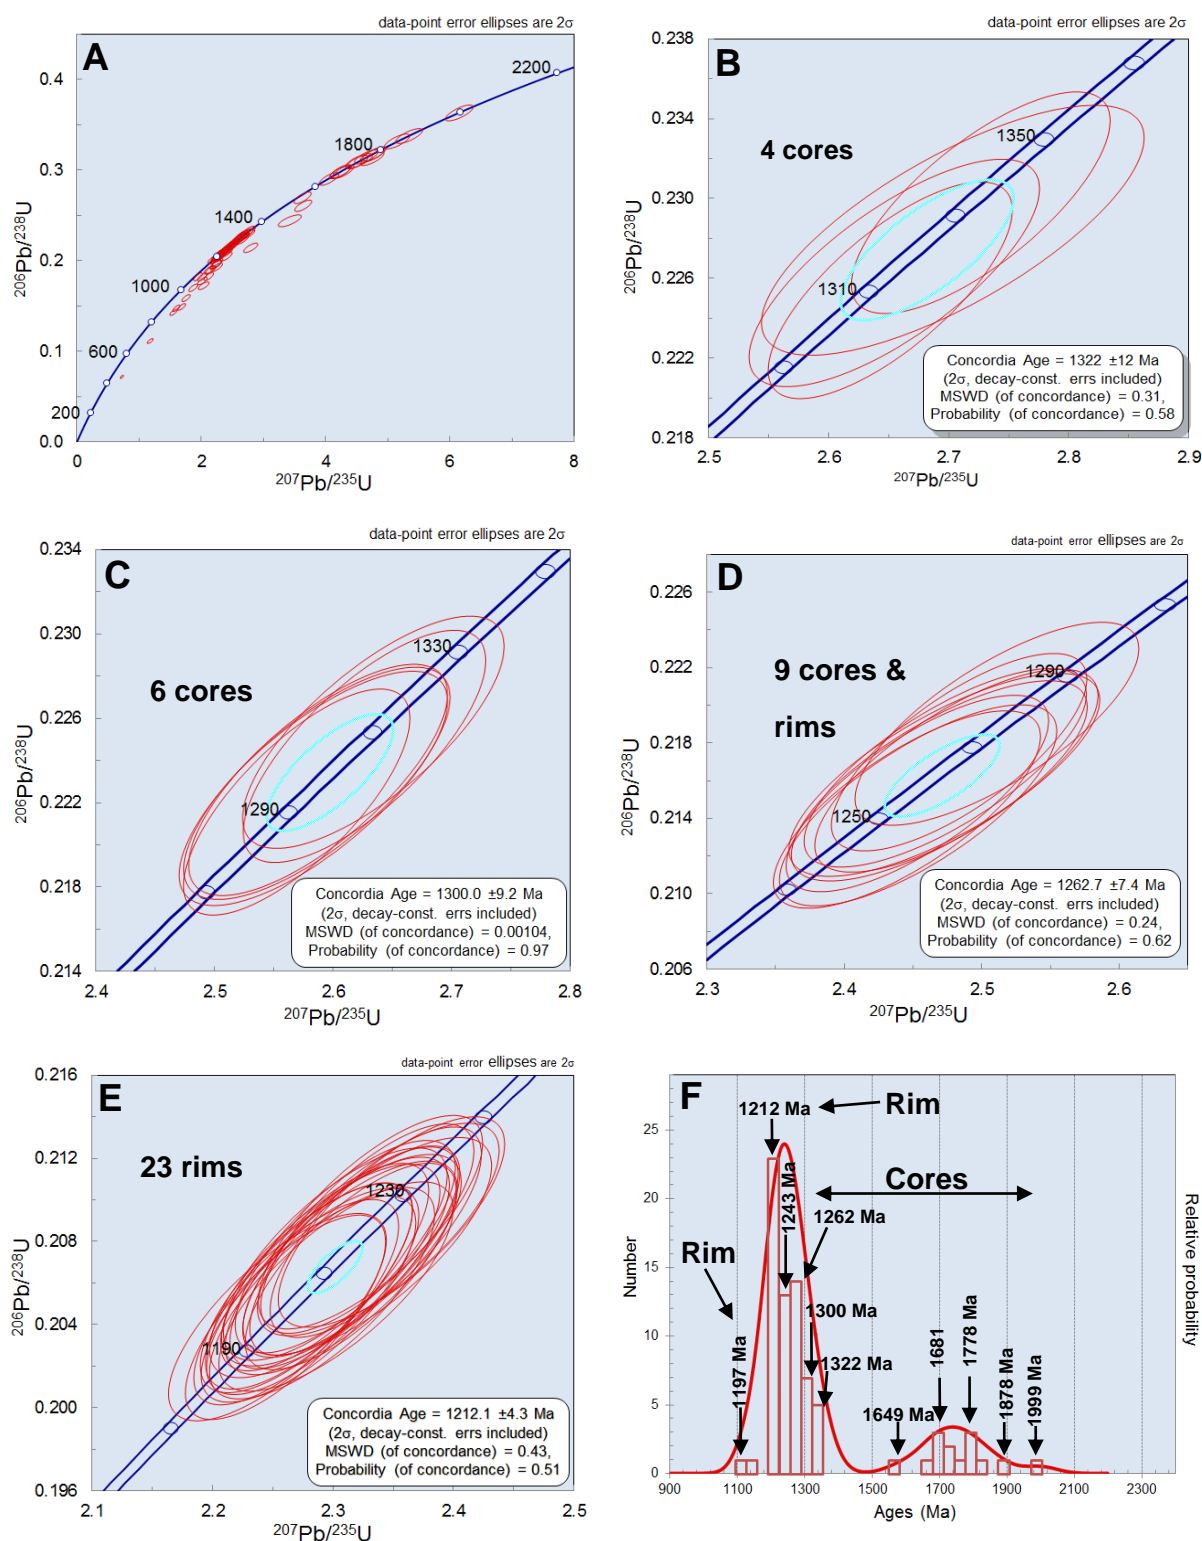 data-point error ellipses are 2σ
A
2200
0.4
1800
0.3
1400
0.2
1000
0.1
600
200
0.0
0 2 4 6 8
206Pb/238U
207Pb/235U
data-point error ellipses are 2σ
B
0.238
0.234
1350
4 cores
0.230
0.226
1310
0.222
0.218
Concordia Age = 1322 ±12 Ma
(2σ, decay-const. errs included)
MSWD (of concordance) = 0.31,
Probability (of concordance) = 0.58
2.5 2.6 2.7 2.8 2.9
206Pb/238U
207Pb/235U
data-point error ellipses are 2σ
C
0.234
0.230
1330
6 cores
0.226
0.222
1290
0.218
0.214
Concordia Age = 1300.0 ±9.2 Ma
(2σ, decay-const. errs included)
MSWD (of concordance) = 0.00104,
Probability (of concordance) = 0.97
2.4 2.5 2.6 2.7 2.8
206Pb/238U
207Pb/235U
data-point error ellipses are 2σ
D
0.226
0.222
1290
9 cores &
rims
0.218
0.214
1250
0.210
0.206
Concordia Age = 1262.7 ±7.4 Ma
(2σ, decay-const. errs included)
MSWD (of concordance) = 0.24,
Probability (of concordance) = 0.62
2.3 2.4 2.5 2.6
206Pb/238U
207Pb/235U
data-point error ellipses are 2σ
E
0.216
0.212
23 rims
1230
0.208
0.204
1190
0.200
0.196
Concordia Age = 1212.1 ±4.3 Ma
(2σ, decay-const. errs included)
MSWD (of concordance) = 0.43,
Probability (of concordance) = 0.51
2.1 2.2 2.3 2.4 2.5
206Pb/238U
207Pb/235U
F
1212 Ma
Rim
Cores
1243 Ma
1262 Ma
Rim
1300 Ma
1322 Ma
1197 Ma
1649 Ma
1681
1778 Ma
1878 Ma
1999 Ma
25
20
15
10
5
0
Number
Relative probability
900 1100 1300 1500 1700 1900 2100 2300
Ages (Ma)